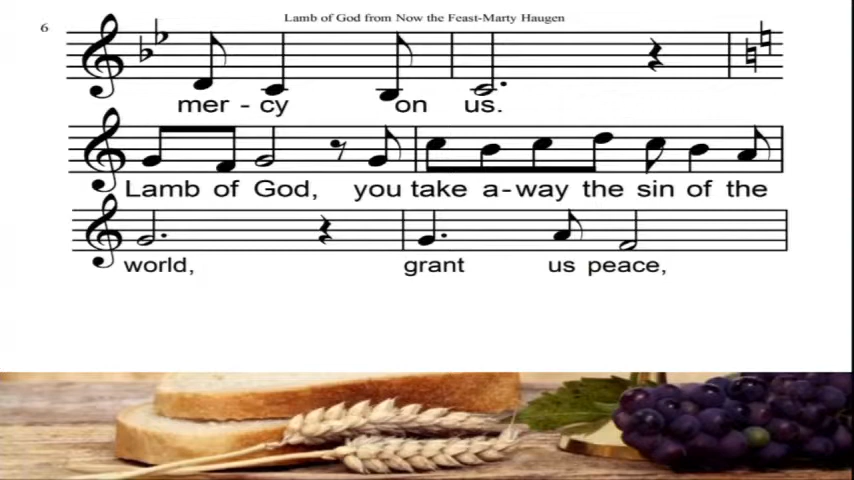 Lamb of God from Now the Feast-Marty Haugen
6
mer - cy on us.
Lamb of God, you take a-way the sin of the
world, grant us peace,